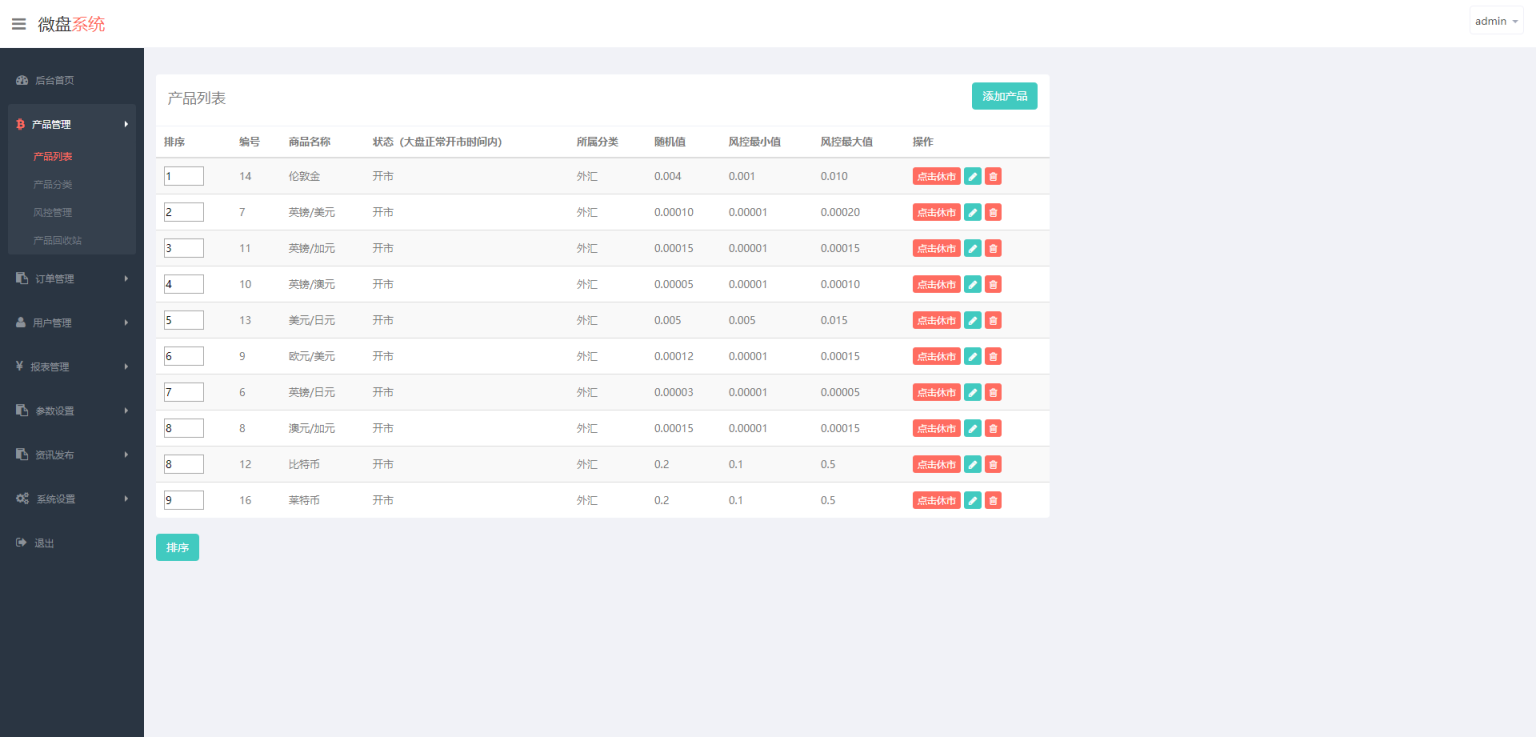 微盘系统
admin
后台首页
产品管理
产品列表
产品分类
风控管理
产品回收站
订单管理
用户管理
报表管理
参数设置
资讯发布
系统设置
退出
产品列表
添加产品
排序 编号 商品名称 状态（大盘正常开市时间内） 所属分类 随机值 风控最小值 风控最大值 操作
1 14 伦敦金 开市 外汇 0.004 0.001 0.010 点击休市
2 7 英镑/美元 开市 外汇 0.00010 0.00001 0.00020 点击休市
3 11 英镑/加元 开市 外汇 0.00015 0.00001 0.00015 点击休市
4 10 英镑/澳元 开市 外汇 0.00005 0.00001 0.00010 点击休市
5 13 美元/日元 开市 外汇 0.005 0.005 0.015 点击休市
6 9 欧元/美元 开市 外汇 0.00012 0.00001 0.00015 点击休市
7 6 英镑/日元 开市 外汇 0.00003 0.00001 0.00005 点击休市
8 8 澳元/加元 开市 外汇 0.00015 0.00001 0.00015 点击休市
8 12 比特币 开市 外汇 0.2 0.1 0.5 点击休市
9 16 莱特币 开市 外汇 0.2 0.1 0.5 点击休市
排序